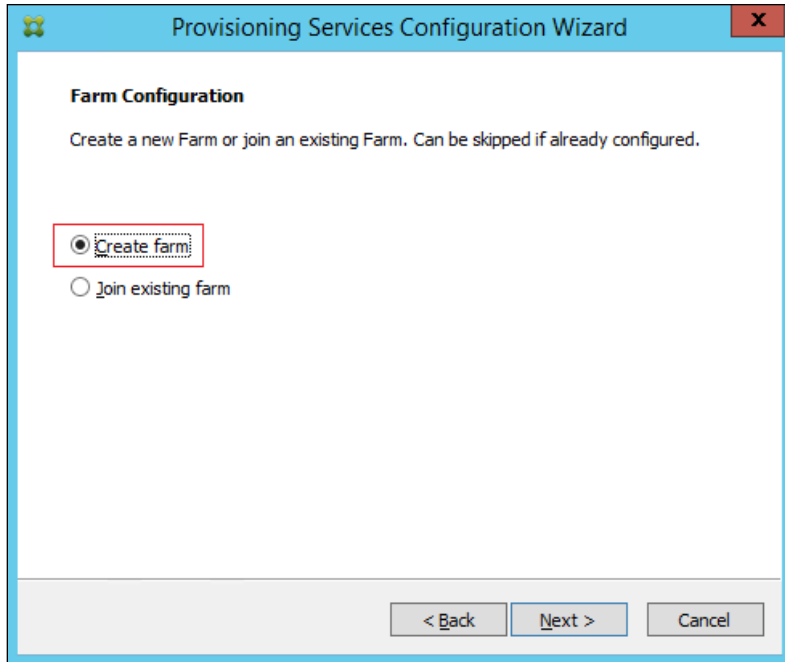 Provisioning Services Configuration Wizard
x
Farm Configuration
Create a new Farm or join an existing Farm. Can be skipped if already configured.
Create farm
Join existing farm
< Back
Next >
Cancel